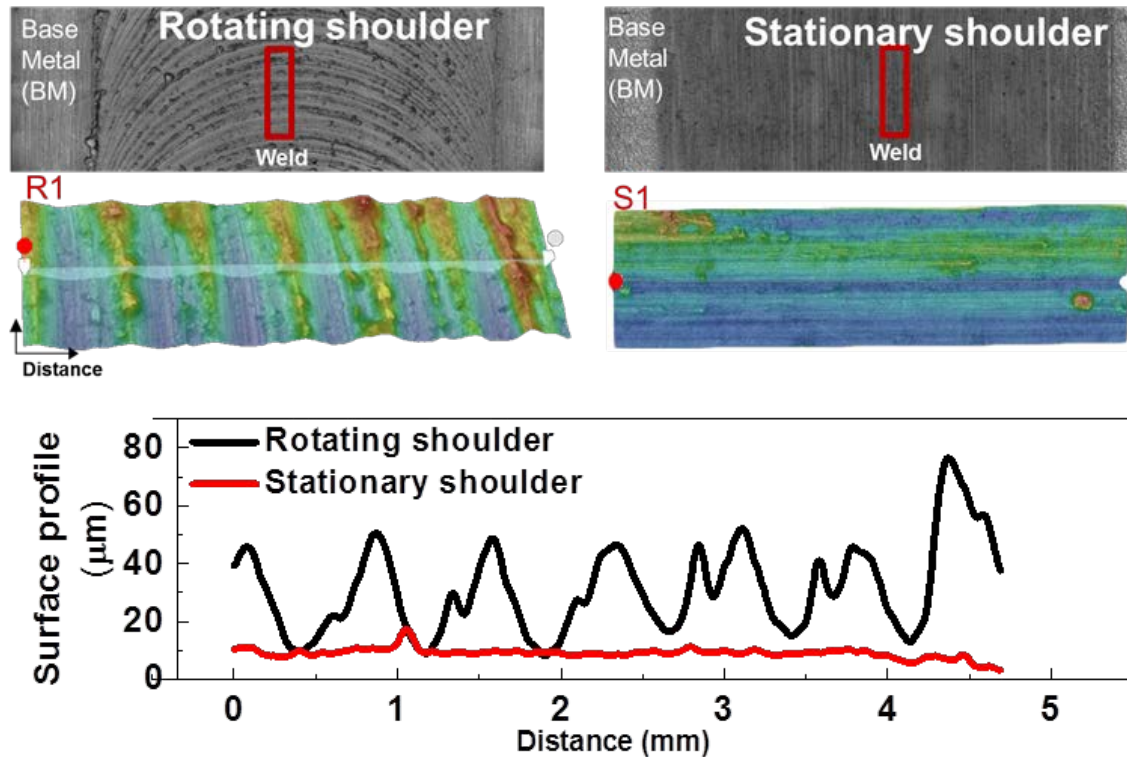 Rotating shoulder
Base
Metal
(BM)
Weld
Stationary shoulder
Base
Metal
(BM)
Weld
R1
Distance
S1
Surface profile
(μm)
80
60
40
20
0
Rotating shoulder
Stationary shoulder
0 1 2 3 4 5
Distance (mm)